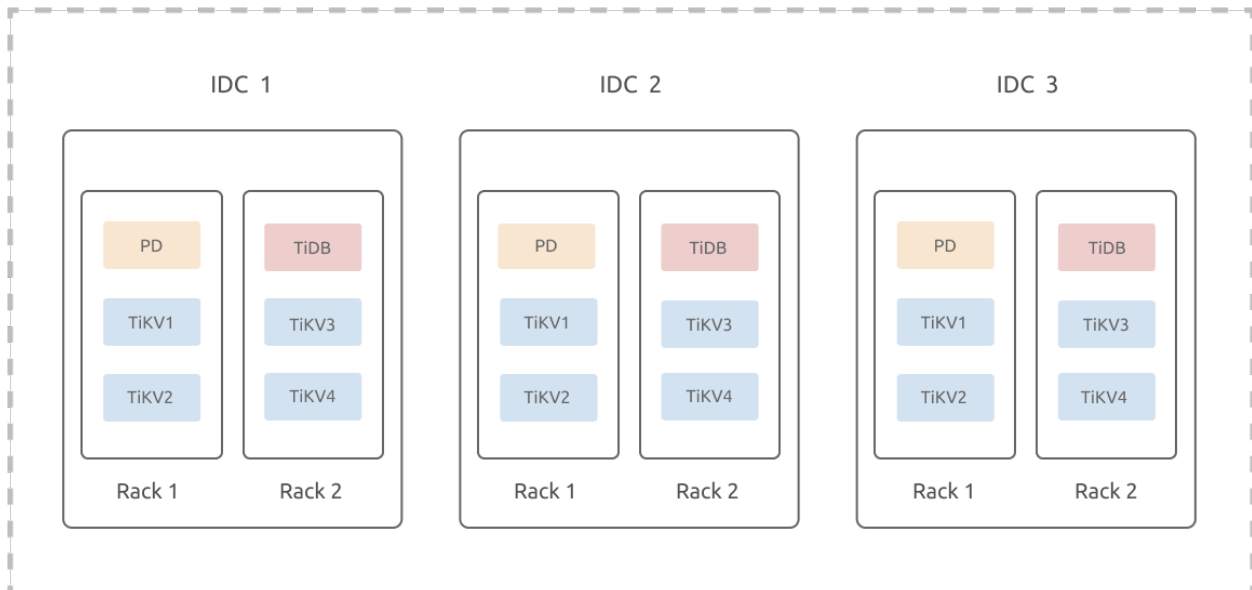 IDC 1
IDC 2
IDC 3
PD
TiDB
TiKV1
TiKV3
TiKV2
TiKV4
Rack 1
Rack 2
PD
TiDB
TiKV1
TiKV3
TiKV2
TiKV4
Rack 1
Rack 2
PD
TiDB
TiKV1
TiKV3
TiKV2
TiKV4
Rack 1
Rack 2